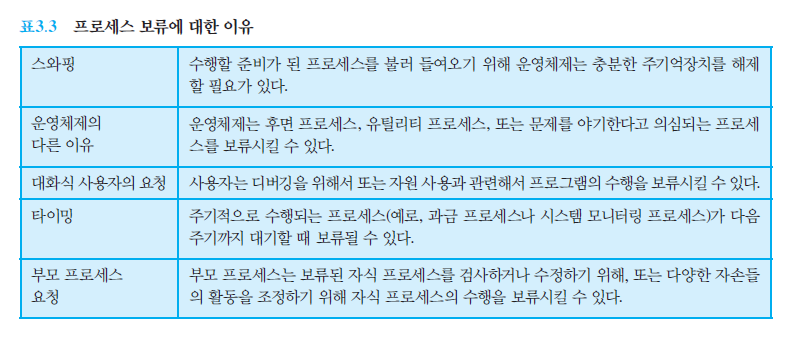 표3.3 프로세스 보류에 대한 이유
스와핑
수행할 준비가 된 프로세스를 불러 들여오기 위해 운영체제는 충분한 주기억장치를 해제
할 필요가 있다.
운영체제의
다른 이유
운영체제는 후면 프로세스, 유틸리티 프로세스, 또는 문제를 야기한다고 의심되는 프로세
스를 보류시킬 수 있다.
대화식 사용자의 요청
사용자는 디버깅을 위해서 또는 자원 사용과 관련해서 프로그램의 수행을 보류시킬 수 있다.
타이밍
주기적으로 수행되는 프로세스(예로, 과금 프로세스나 시스템 모니터링 프로세스)가 다음
주기까지 대기할 때 보류될 수 있다.
부모 프로세스
요청
부모 프로세스는 보류된 자식 프로세스를 검사하거나 수정하기 위해, 또는 다양한 자손들
의 활동을 조정하기 위해 자식 프로세스의 수행을 보류시킬 수 있다.